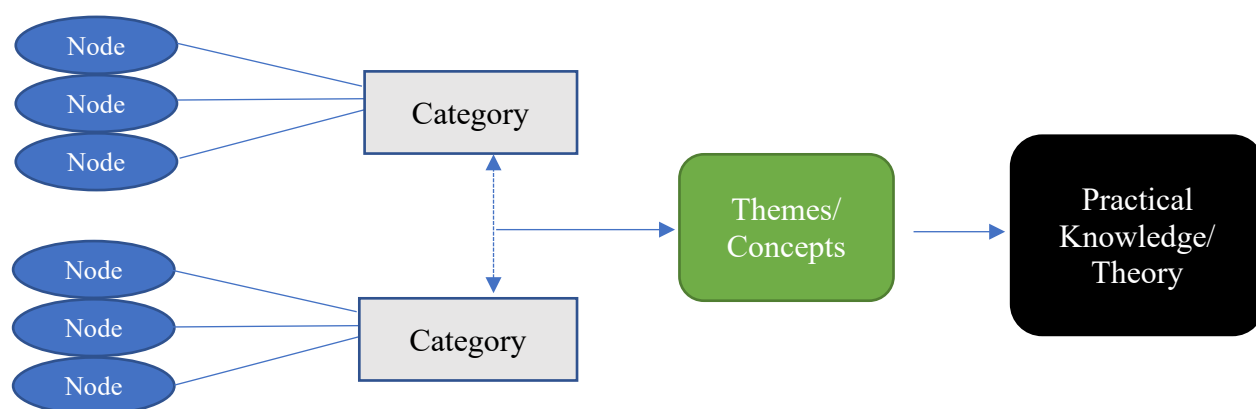 Node
Node
Node
Category
Node
Node
Node
Category
Themes/
Concepts
Practical
Knowledge/
Theory